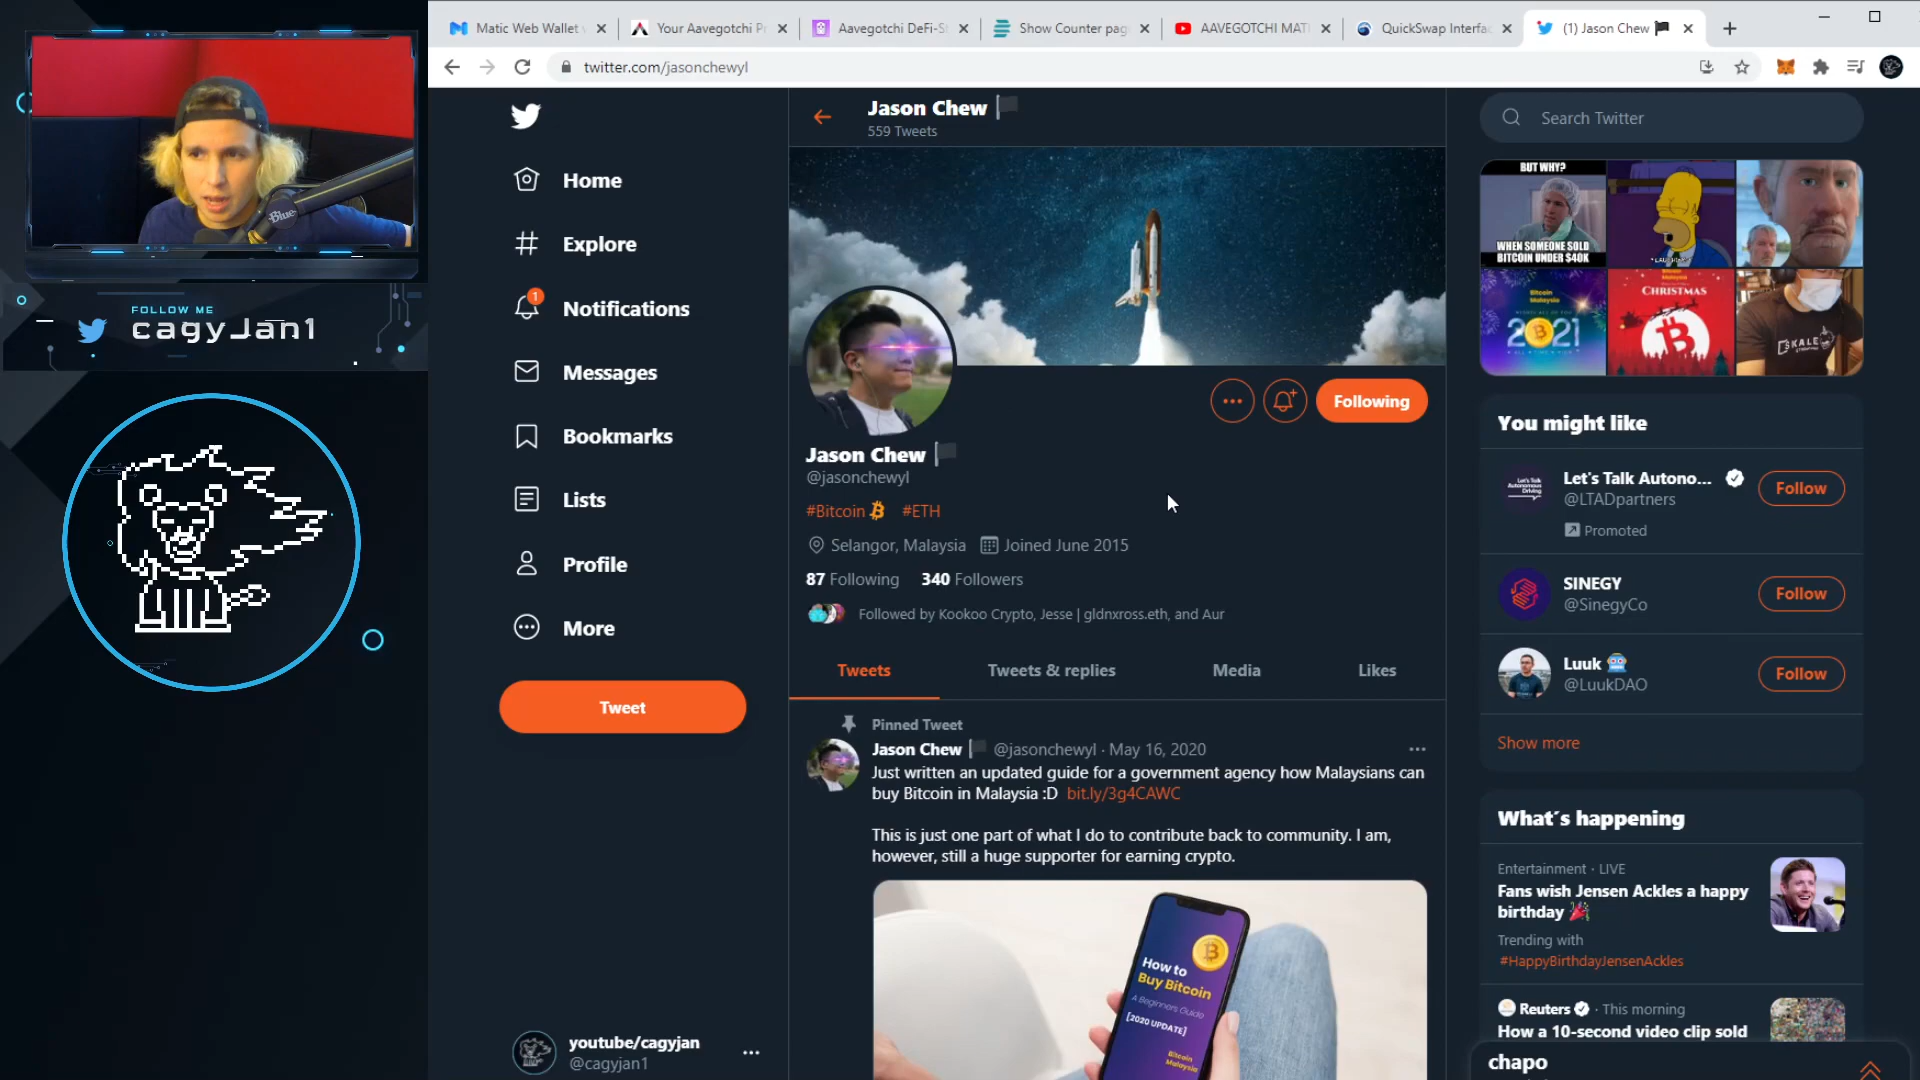 Matic Web Wallet
Your Aavegotchi P
Aavegotchi DeFi-S
Show Counter pag
AAVEGOTCHI MAT
QuickSwap Interfac
(1) Jason Chew
twitter.com/jasonchewyl
Blue
FOLLOW ME
cagyJan1
Home
Explore
1
Notifications
Messages
Bookmarks
Lists
Profile
More
Tweet
youtube/cagyjan
@cagyjan1
Jason Chew
559 Tweets
Following
Jason Chew
@jasonchewyl
#Bitcoin #ETH
Selangor, Malaysia Joined June 2015
87 Following 340 Followers
Followed by Kookoo Crypto, Jesse | gldnxross.eth, and Aur
Tweets Tweets & replies Media Likes
Pinned Tweet
Jason Chew @jasonchewyl · May 16, 2020
Just written an updated guide for a government agency how Malaysians can
buy Bitcoin in Malaysia :D bit.ly/3g4CAWC
This is just one part of what I do to contribute back to community. I am,
however, still a huge supporter for earning crypto.
How to
Buy Bitcoin
A Beginners Guide
[2020 UPDATE]
Bitcoin
Malaysia
Search Twitter
BUT WHY?
WHEN SOMEONE SOLD
BITCOIN UNDER $40K
Bitcoin
Malaysia
2021
Bitcoin
Malaysia
CHRISTMAS
SKALE
You might like
Let's Talk Autono...
@LTADpartners
Promoted
Follow
SINEGY
@SinegyCo
Follow
Luuk
@LuukDAO
Follow
Show more
What's happening
Entertainment · LIVE
Fans wish Jensen Ackles a happy
birthday
Trending with
#HappyBirthdayJensenAckles
Reuters · This morning
How a 10-second video clip sold
chapo